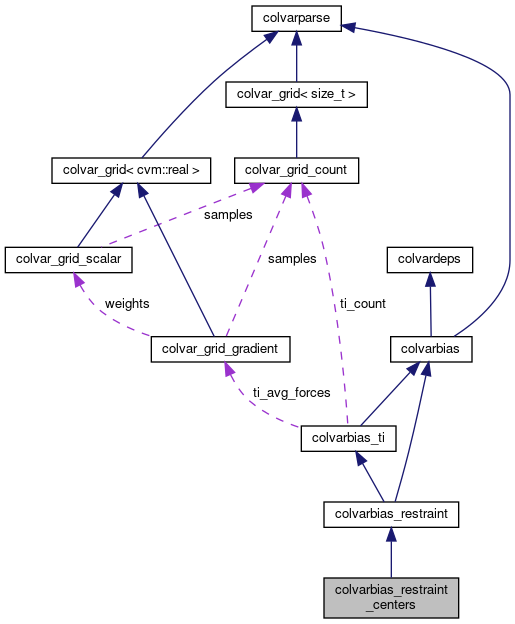 colvarparse
colvar_grid< size_t >
colvar_grid< cvm::real >
colvar_grid_count
samples
colvar_grid_scalar
samples
colvardeps
weights
ti_count
colvar_grid_gradient
colvarbias
ti_avg_forces
colvarbias_ti
colvarbias_restraint
colvarbias_restraint
_centers